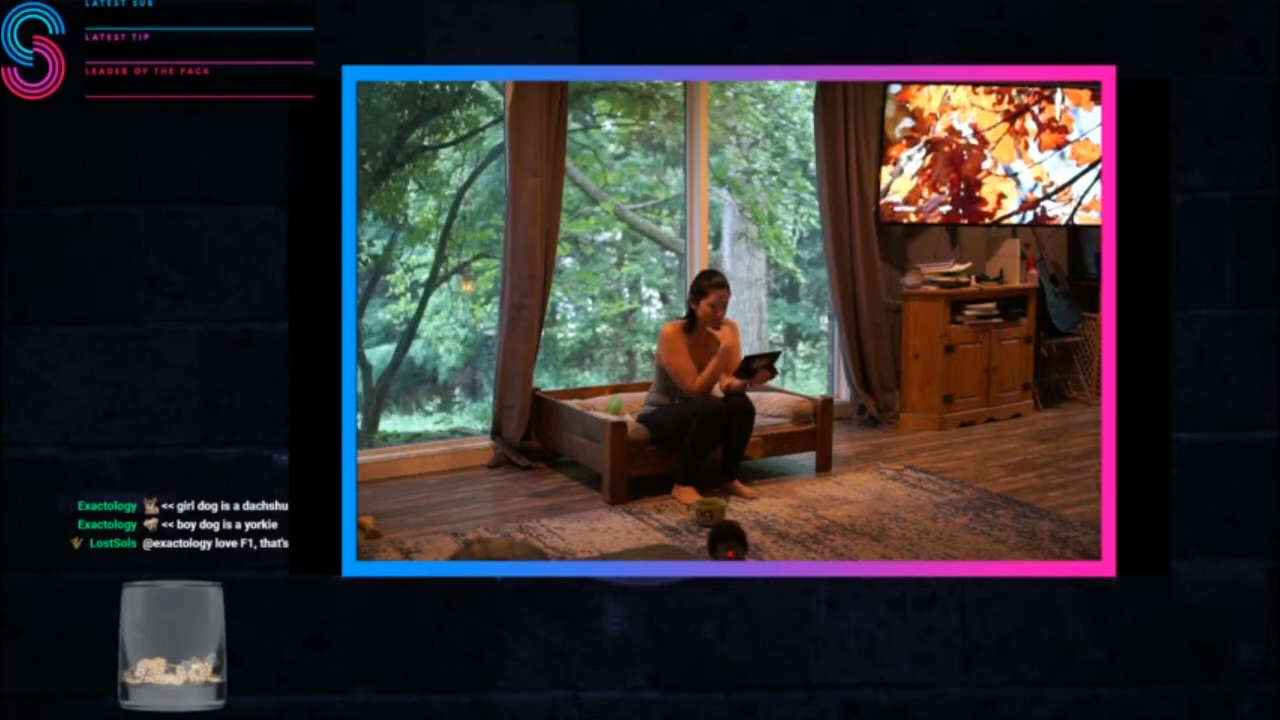 LATEST SUB
LATEST TIP
LEADER OF THE PACK
Exactology << girl dog is a dachshu
Exactology << boy dog is a yorkie
LostSols @exactology love F1, that's